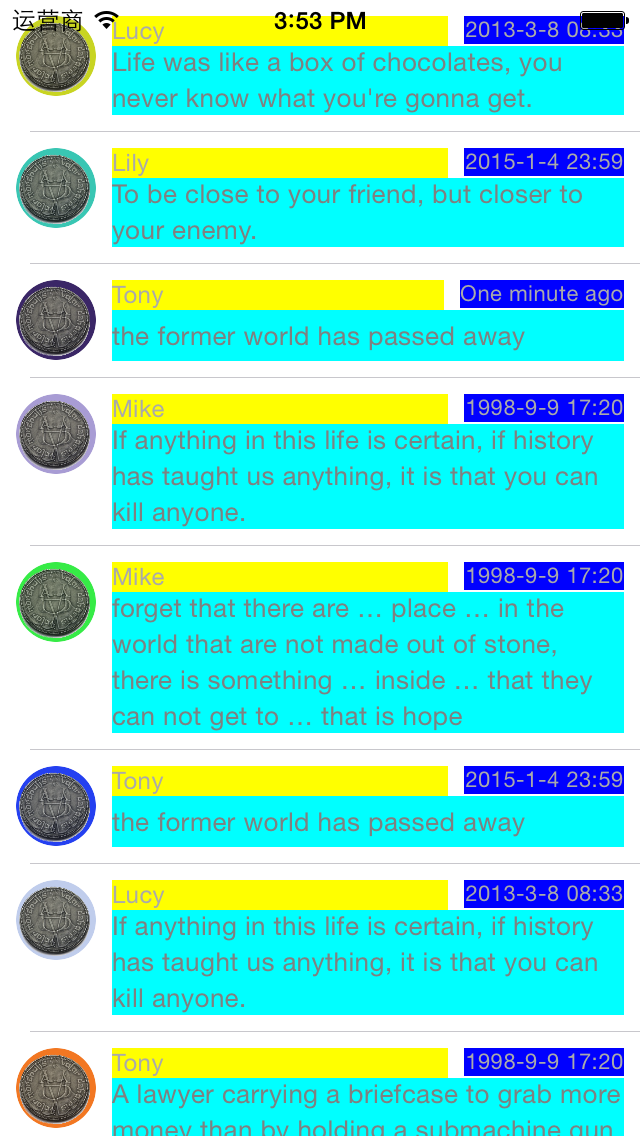 运营商 3:53 PM
Lucy 2013-3-8 08:33
Life was like a box of chocolates, you
never know what you're gonna get.
Lily 2015-1-4 23:59
To be close to your friend, but closer to
your enemy.
Tony One minute ago
the former world has passed away
Mike 1998-9-9 17:20
If anything in this life is certain, if history
has taught us anything, it is that you can
kill anyone.
Mike 1998-9-9 17:20
forget that there are … place … in the
world that are not made out of stone,
there is something … inside … that they
can not get to … that is hope
Tony 2015-1-4 23:59
the former world has passed away
Lucy 2013-3-8 08:33
If anything in this life is certain, if history
has taught us anything, it is that you can
kill anyone.
Tony 1998-9-9 17:20
A lawyer carrying a briefcase to grab more
money than by holding a submachine gun